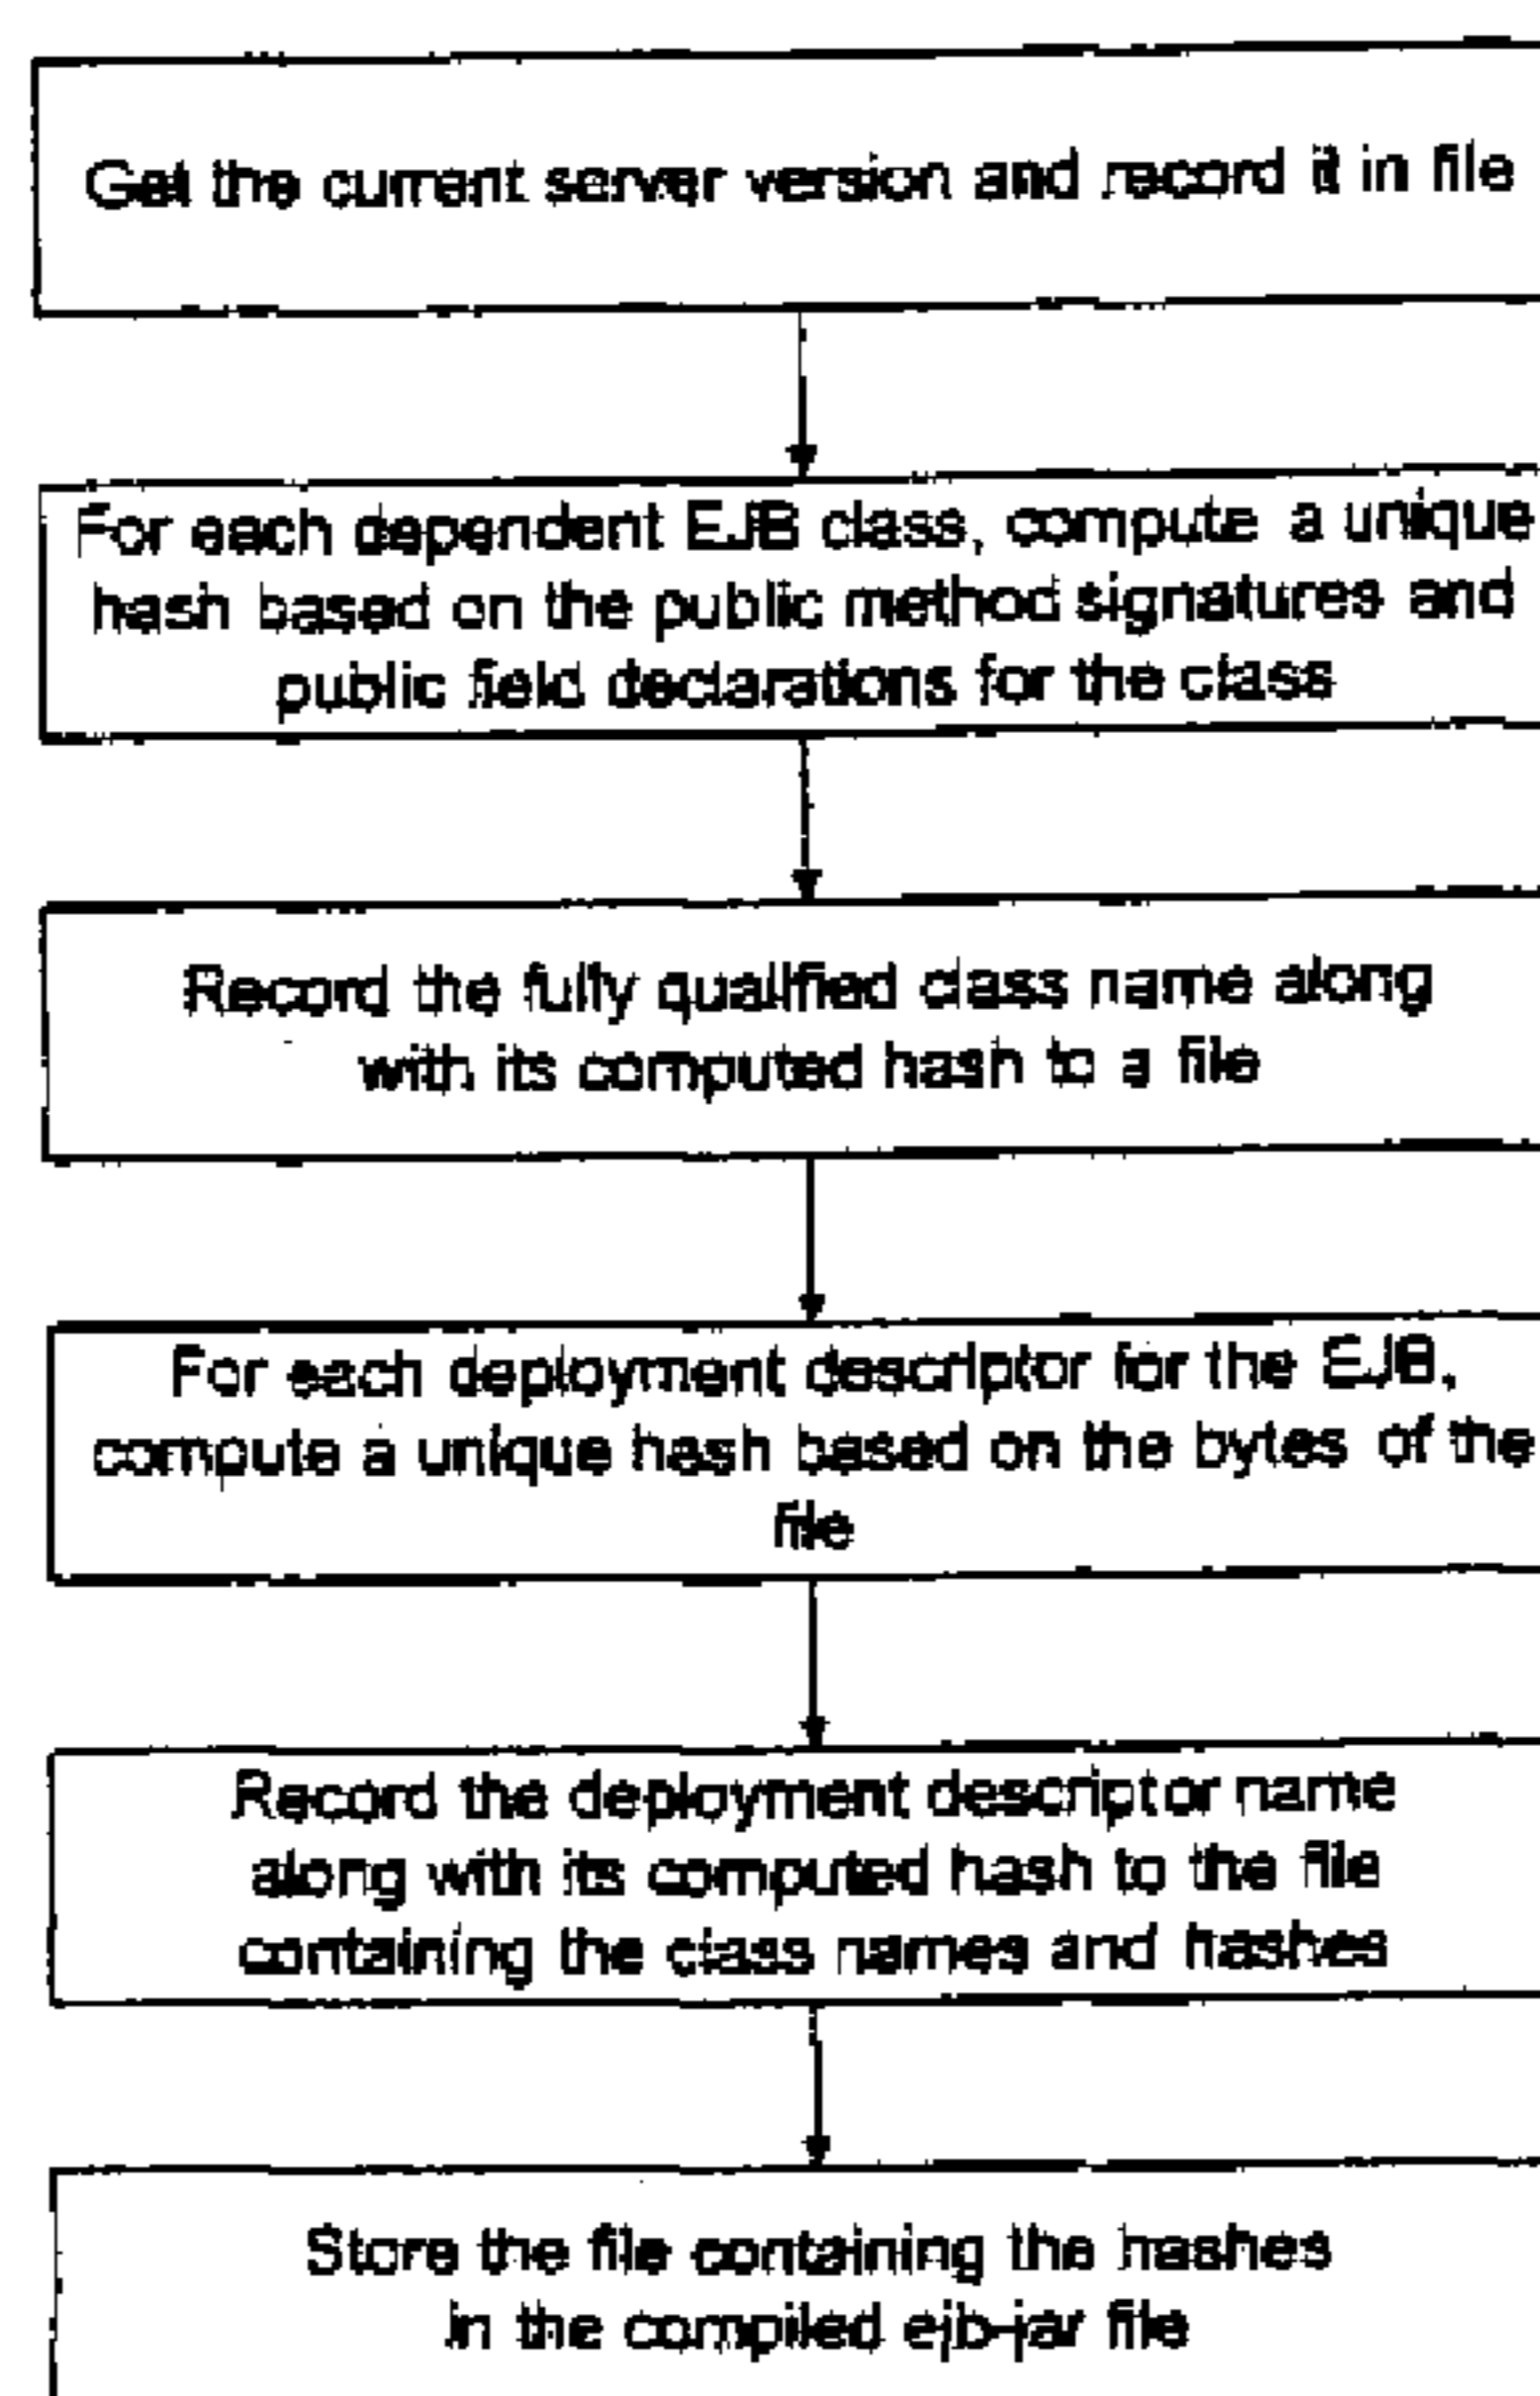 Get the current server version and record it in file
For each dependent EJB class, compute a unique
hash based on the public method signatures and
public field declarations for the class
Record the fully qualified class name along
with its computed hash to a file
For each deployment descriptor for the EJB,
compute a unique hash based on the bytes of the
file
Record the deployment descriptor name
along with its computed hash to the file
containing the class names and hashes
Store the file containing the hashes
in the compiled ejb-jar file